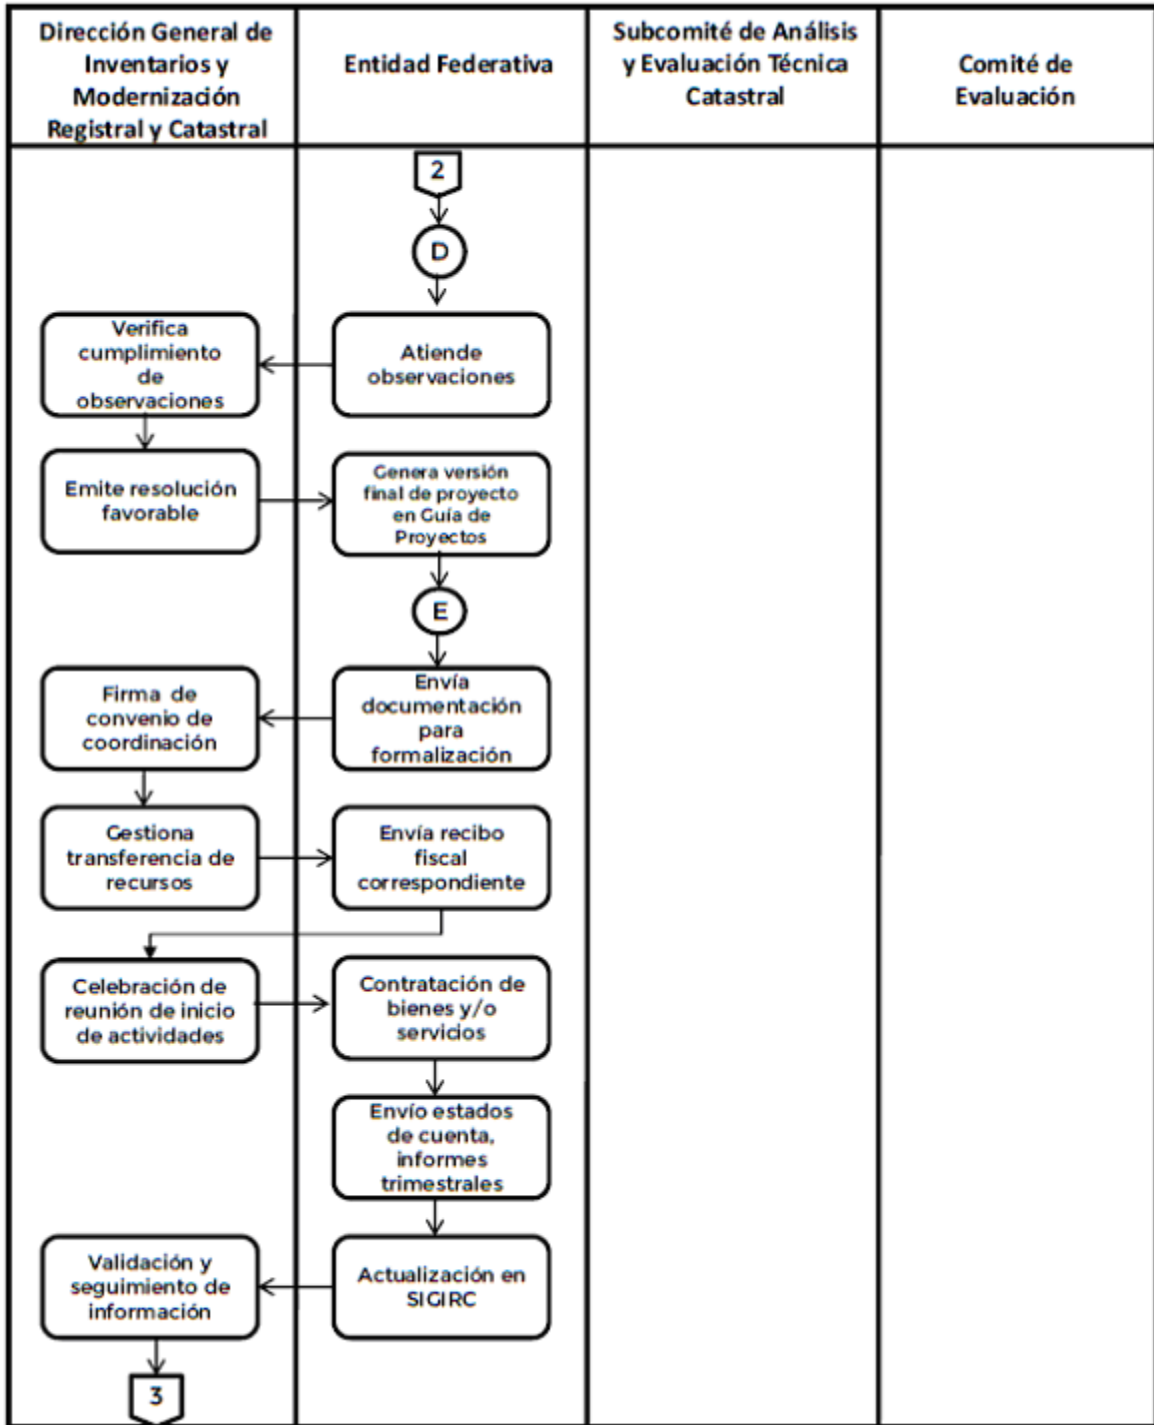 Dirección General de
Inventarios y
Modernización
Registral y Catastral
Entidad Federativa
Subcomité de Análisis
y Evaluación Técnica
Catastral
Comité de
Evaluación
2
D
Atiende
observaciones
Verifica
cumplimiento
de
observaciones
Emite resolución
favorable
Genera versión
final de proyecto
en Guía de
Proyectos
E
Envía
documentación
para
formalización
Firma de
convenio de
coordinación
Gestiona
transferencia de
recursos
Envía recibo
fiscal
correspondiente
Celebración de
reunión de inicio
de actividades
Contratación de
bienes y/o
servicios
Envío estados
de cuenta,
informes
trimestrales
Actualización en
SIGIRC
Validación y
seguimiento de
información
3